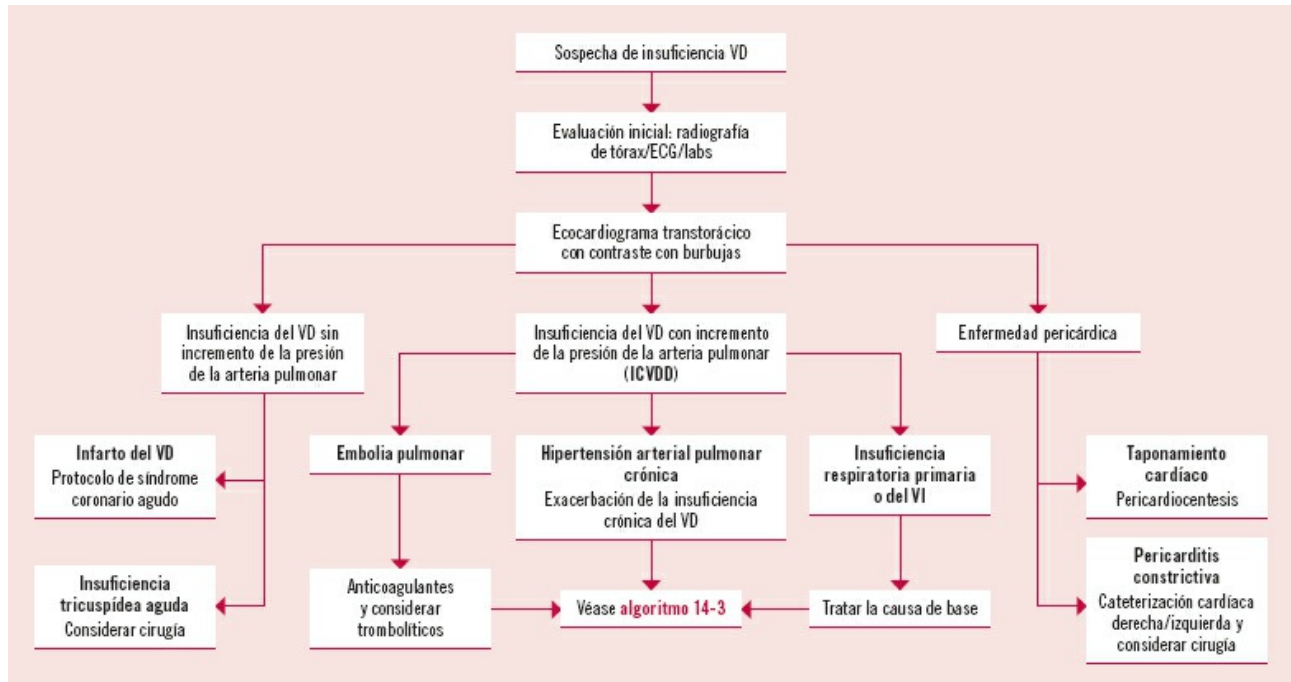 Sospecha de insuficiencia VD
Evaluación inicial: radiografía
de tórax/ECG/labs
Ecocardiograma transtorácico
con contraste con burbujas
Insuficiencia del VD sin
incremento de la presión
de la arteria pulmonar
Insuficiencia del VD con incremento
de la presión de la arteria pulmonar
(ICVDD)
Enfermedad pericárdica
Infarto del VD
Protocolo de síndrome
coronario agudo
Embolia pulmonar
Hipertensión arterial pulmonar
crónica
Exacerbación de la insuficiencia
crónica del VD
Insuficiencia
respiratoria primaria
o del VI
Taponamiento
cardíaco
Pericardiocentesis
Insuficiencia
tricuspídea aguda
Considerar cirugía
Anticoagulantes
y considerar
trombolíticos
Véase algoritmo 14-3
Tratar la causa de base
Pericarditis
constrictiva
Cateterización cardíaca
derecha/izquierda y
considerar cirugía